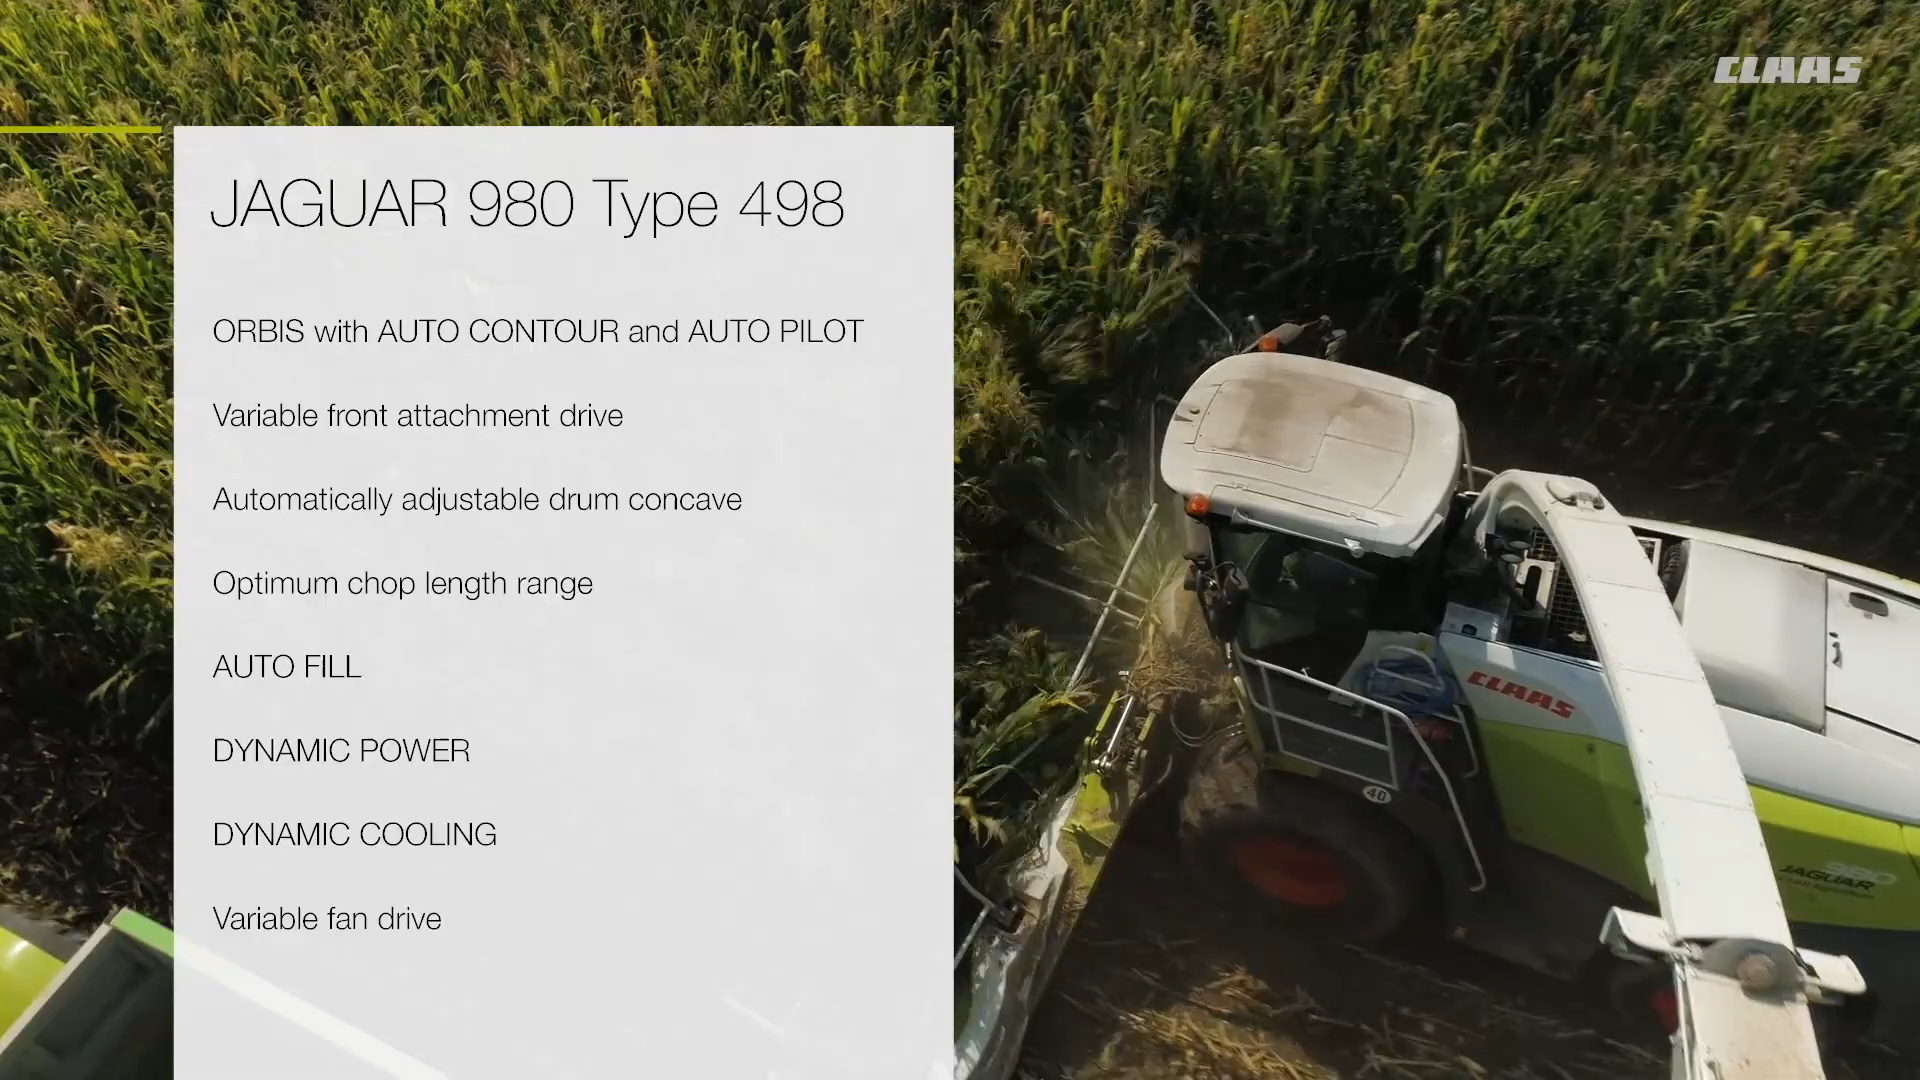 CLAAS
JAGUAR 980 Type 498
ORBIS with AUTO CONTOUR and AUTO PILOT
Variable front attachment drive
Automatically adjustable drum concave
Optimum chop length range
AUTO FILL
DYNAMIC POWER
DYNAMIC COOLING
Variable fan drive
CLAAS
40
980
JAGUAR